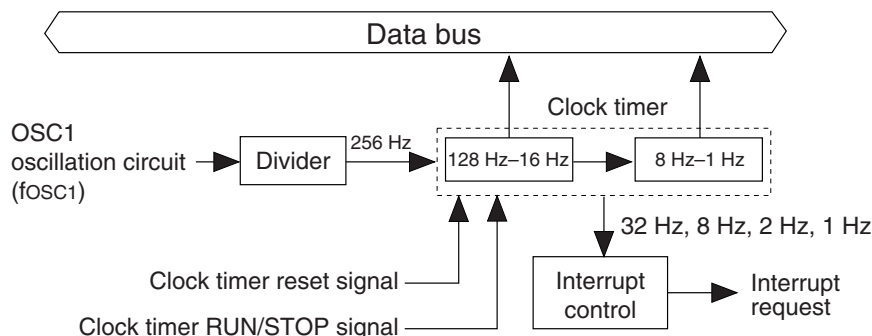 Data bus
Clock timer
OSC1
oscillation circuit
(fOSC1)
Divider
256 Hz
128 Hz–16 Hz
8 Hz–1 Hz
32 Hz, 8 Hz, 2 Hz, 1 Hz
Clock timer reset signal
Clock timer RUN/STOP signal
Interrupt
control
Interrupt
request